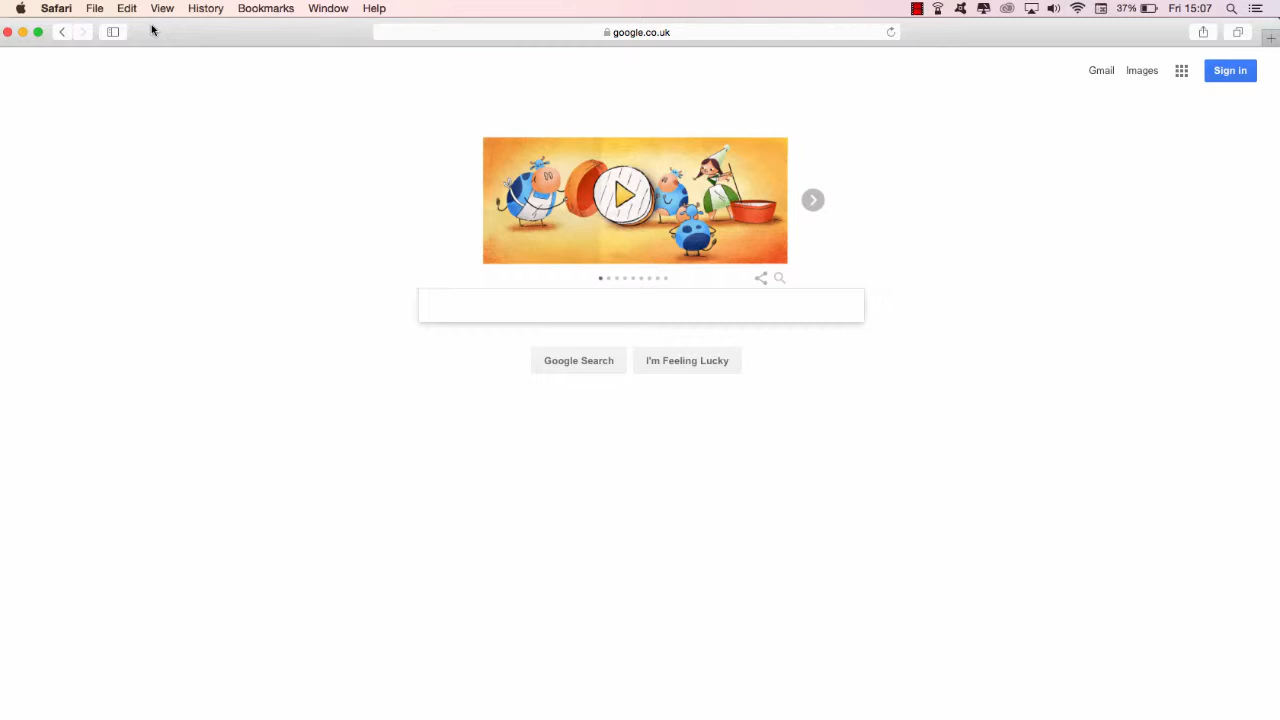 Safari File Edit View History Bookmarks Window Help 37% Fri 15:07
google.co.uk
Gmail Images Sign in
Google Search I'm Feeling Lucky